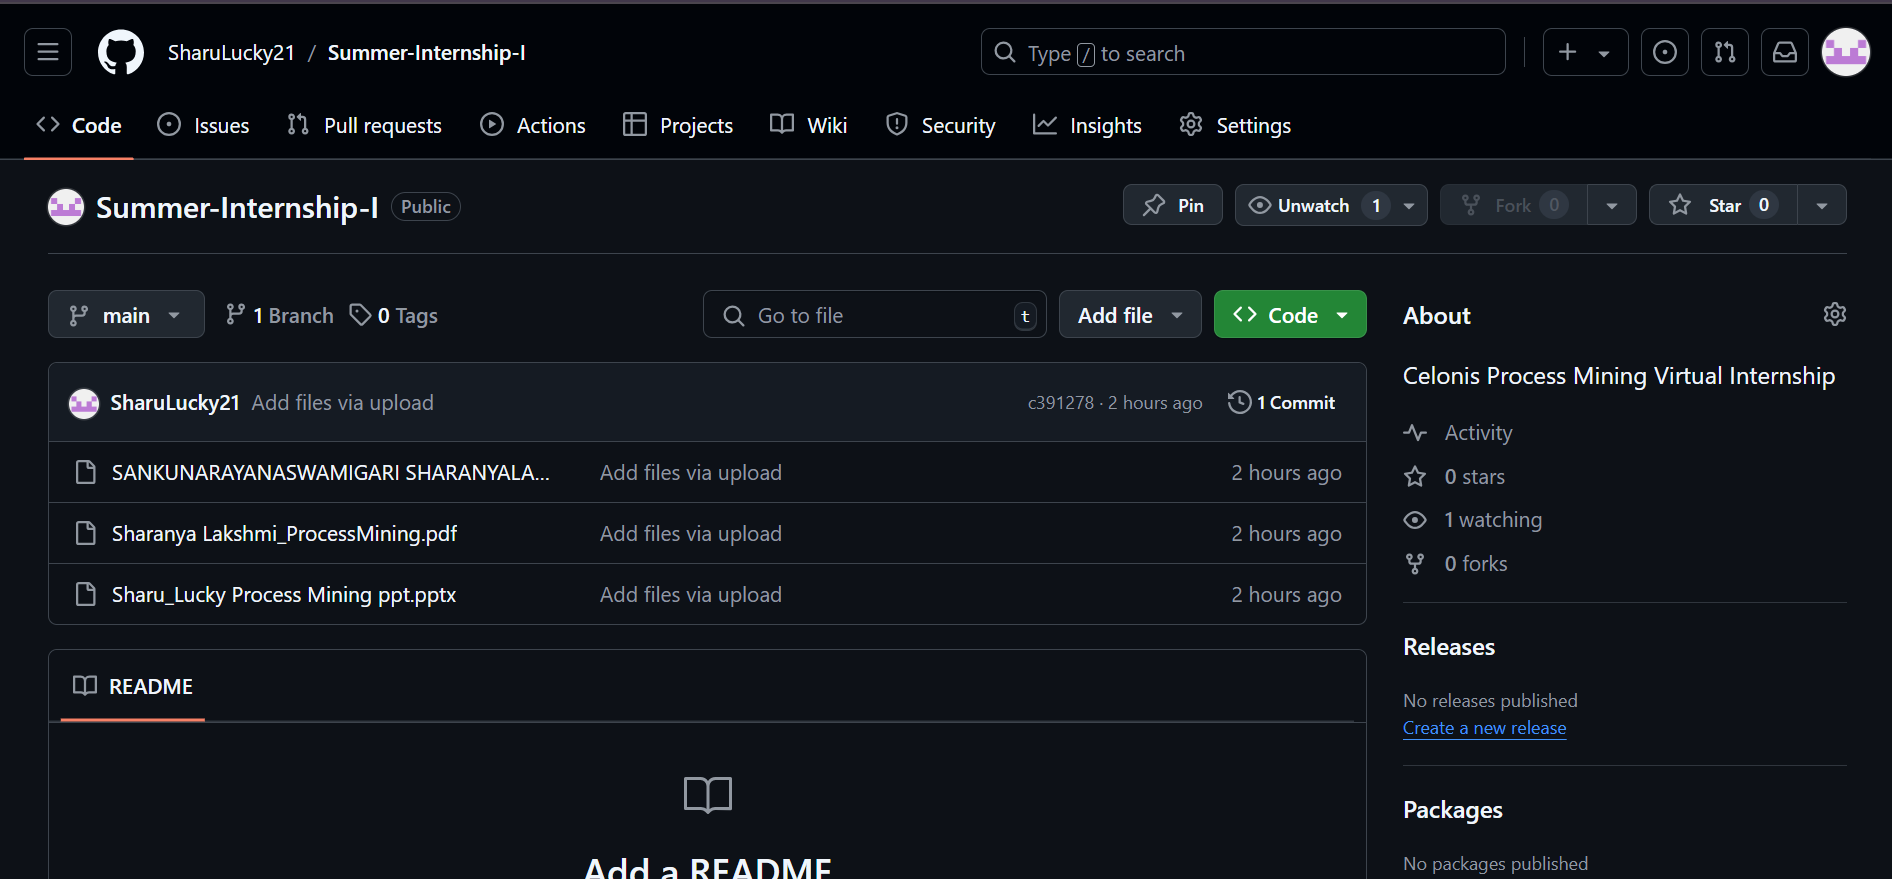 SharuLucky21 / Summer-Internship-I
Type / to search
Code Issues Pull requests Actions Projects Wiki Security Insights Settings
Summer-Internship-I Public
Pin Unwatch 1 Fork 0 Star 0
main 1 Branch 0 Tags Go to file t Add file Code
SharuLucky21 Add files via upload c391278 · 2 hours ago 1 Commit
SANKUNARAYANASWAMIGARI SHARANYALA... Add files via upload 2 hours ago
Sharanya Lakshmi_ProcessMining.pdf Add files via upload 2 hours ago
Sharu_Lucky Process Mining ppt.pptx Add files via upload 2 hours ago
README
Add a README
About
Celonis Process Mining Virtual Internship
Activity
0 stars
1 watching
0 forks
Releases
No releases published
Create a new release
Packages
No packages published